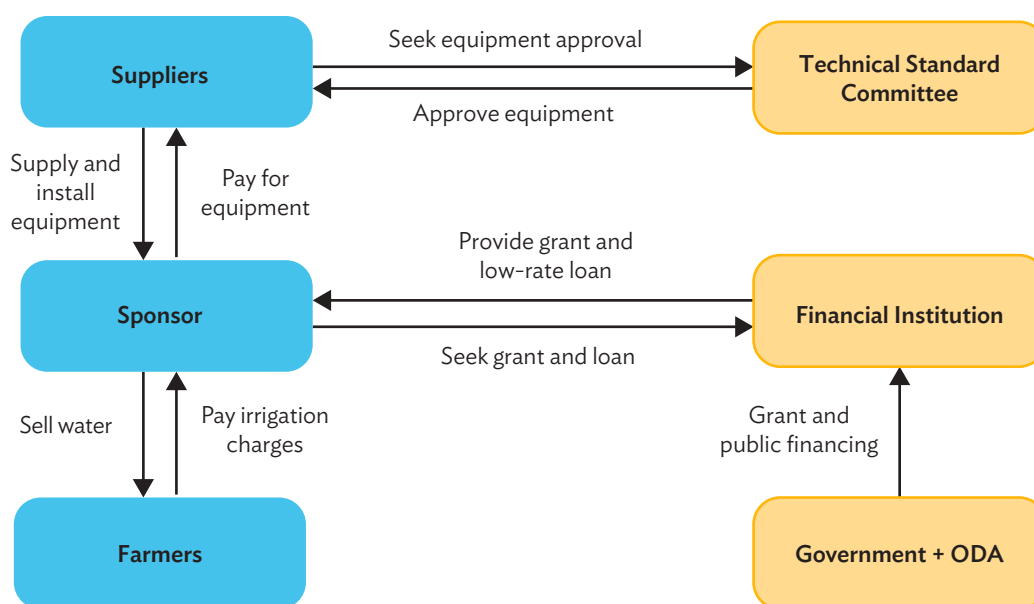 Seek equipment approval
Suppliers
Technical Standard
Committee
Approve equipment
Supply and
install
equipment
Pay for
equipment
Provide grant and
low-rate loan
Sponsor
Financial Institution
Seek grant and loan
Sell water
Pay irrigation
charges
Grant and
public financing
Farmers
Government + ODA